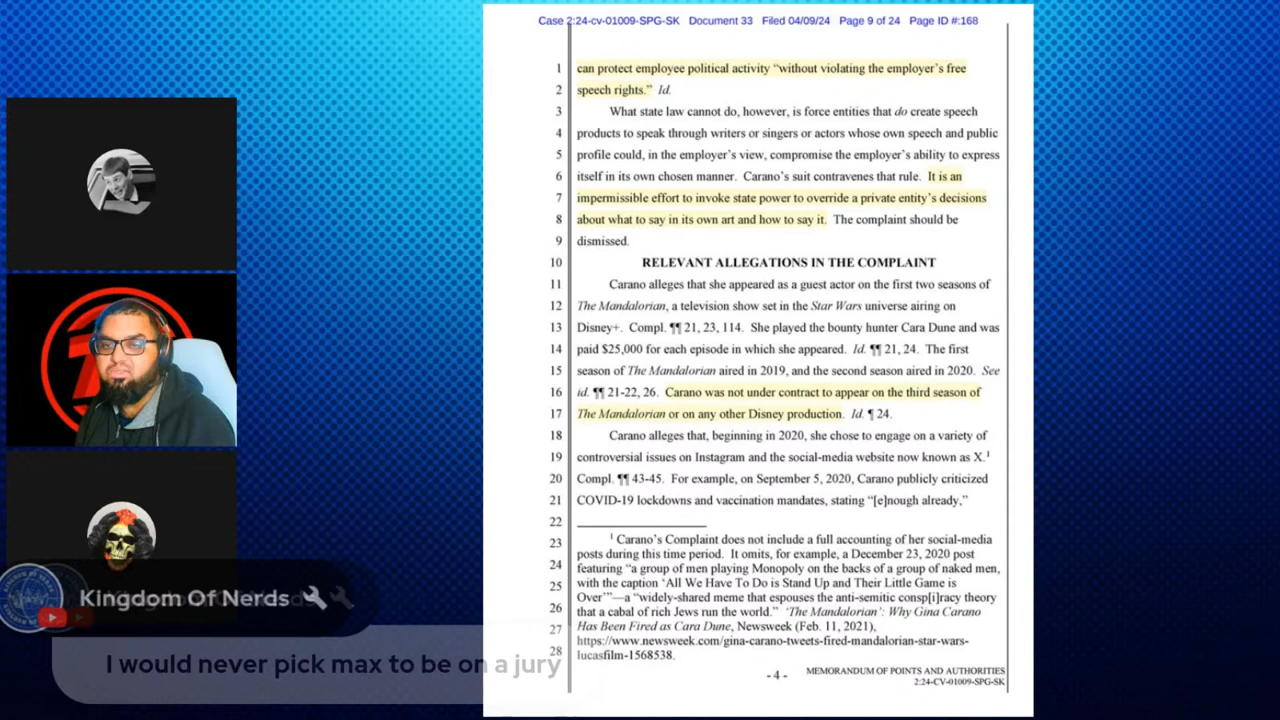 Case 2:24-cv-01009-SPG-SK Document 33 Filed 04/09/24 Page 9 of 24 Page ID #:168
1 can protect employee political activity “without violating the employer’s free
2 speech rights.” Id.
3 What state law cannot do, however, is force entities that do create speech
4 products to speak through writers or singers or actors whose own speech and public
5 profile could, in the employer’s view, compromise the employer’s ability to express
6 itself in its own chosen manner. Carano’s suit contravenes that rule. It is an
7 impermissible effort to invoke state power to override a private entity’s decisions
8 about what to say in its own art and how to say it. The complaint should be
9 dismissed.
10 RELEVANT ALLEGATIONS IN THE COMPLAINT
11 Carano alleges that she appeared as a guest actor on the first two seasons of
12 The Mandalorian, a television show set in the Star Wars universe airing on
13 Disney+. Compl. ¶¶ 21, 23, 114. She played the bounty hunter Cara Dune and was
14 paid $25,000 for each episode in which she appeared. Id. ¶¶ 21, 24. The first
15 season of The Mandalorian aired in 2019, and the second season aired in 2020. See
16 id. ¶¶ 21-22, 26. Carano was not under contract to appear on the third season of
17 The Mandalorian or on any other Disney production. Id. ¶ 24.
18 Carano alleges that, beginning in 2020, she chose to engage on a variety of
19 controversial issues on Instagram and the social-media website now known as X.1
20 Compl. ¶¶ 43-45. For example, on September 5, 2020, Carano publicly criticized
21 COVID-19 lockdowns and vaccination mandates, stating “[e]nough already,”
22
23 1 Carano’s Complaint does not include a full accounting of her social-media
posts during this time period. It omits, for example, a December 23, 2020 post
24 featuring “a group of men playing Monopoly on the backs of a group of naked men,
25 with the caption ‘All We Have To Do is Stand Up and Their Little Game is
Over’”—a “widely-shared meme that espouses the anti-semitic consp[i]racy theory
26 that a cabal of rich Jews run the world.” ‘The Mandalorian’: Why Gina Carano
27 Has Been Fired as Cara Dune, Newsweek (Feb. 11, 2021),
https://www.newsweek.com/gina-carano-tweets-fired-mandalorian-star-wars-
28 lucasfilm-1568538.
- 4 -
MEMORANDUM OF POINTS AND AUTHORITIES
2:24-CV-01009-SPG-SK
Kingdom Of Nerds
I would never pick max to be on a jury